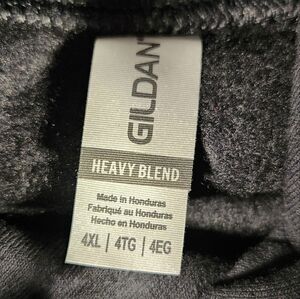 GILDAN
HEAVY BLEND
Made in Honduras
Fabriqué au Honduras
Hecho en Honduras
4XL | 4TG | 4EG